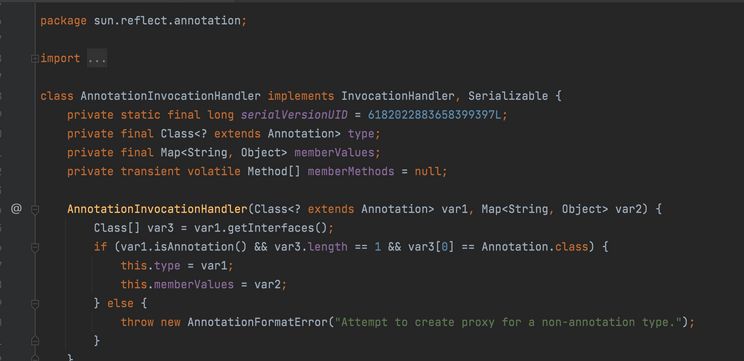 package sun.reflect.annotation;
import ...
class AnnotationInvocationHandler implements InvocationHandler, Serializable {
private static final long serialVersionUID = 6182022883658399397L;
private final Class<? extends Annotation> type;
private final Map<String, Object> memberValues;
private transient volatile Method[] memberMethods = null;
@ AnnotationInvocationHandler(Class<? extends Annotation> var1, Map<String, Object> var2) {
Class[] var3 = var1.getInterfaces();
if (var1.isAnnotation() && var3.length == 1 && var3[0] == Annotation.class) {
this.type = var1;
this.memberValues = var2;
} else {
throw new AnnotationFormatError("Attempt to create proxy for a non-annotation type.");
}
}